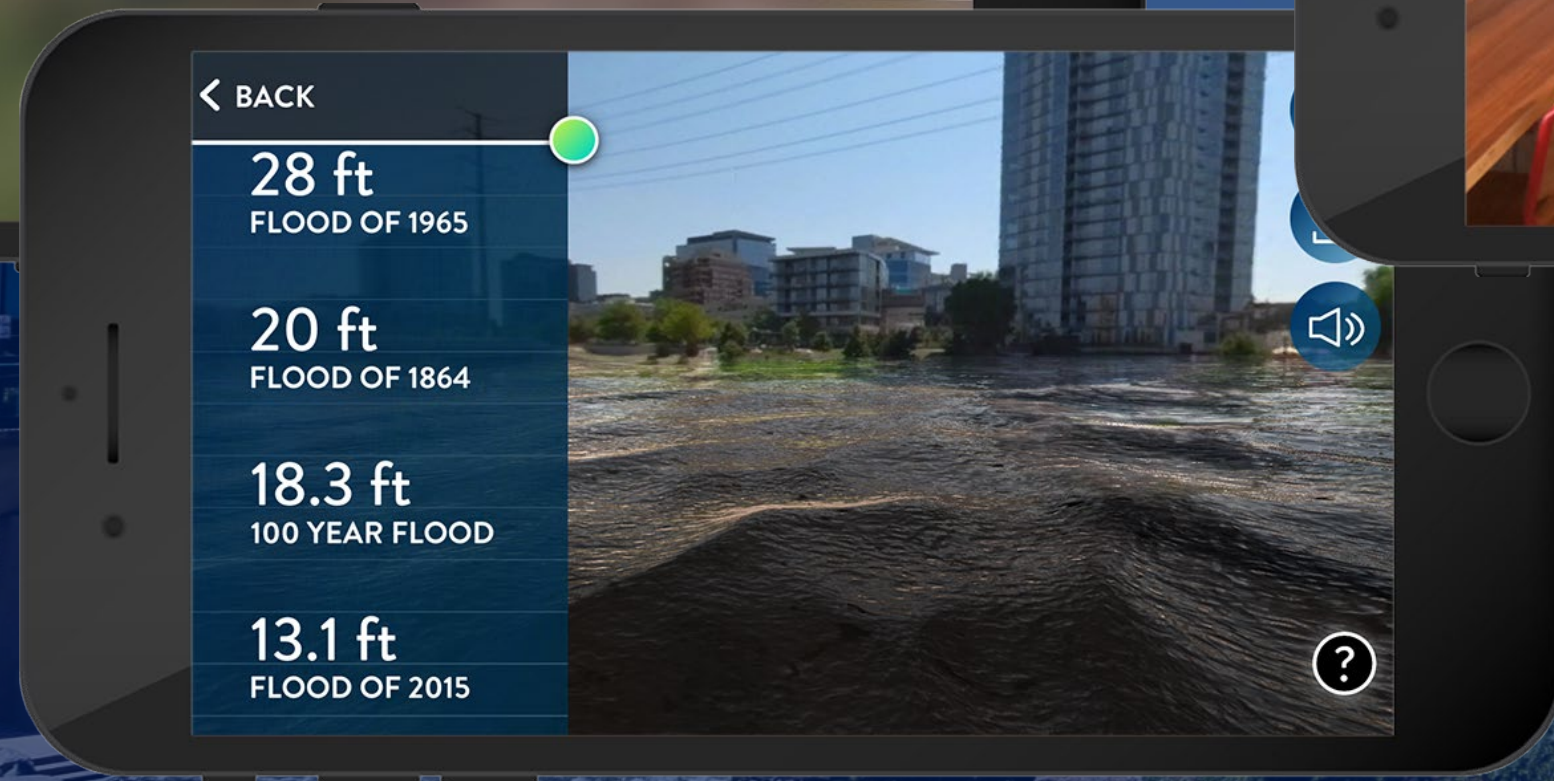 BACK
28 ft
FLOOD OF 1965
20 ft
FLOOD OF 1864
18.3 ft
100 YEAR FLOOD
13.1 ft
FLOOD OF 2015
?